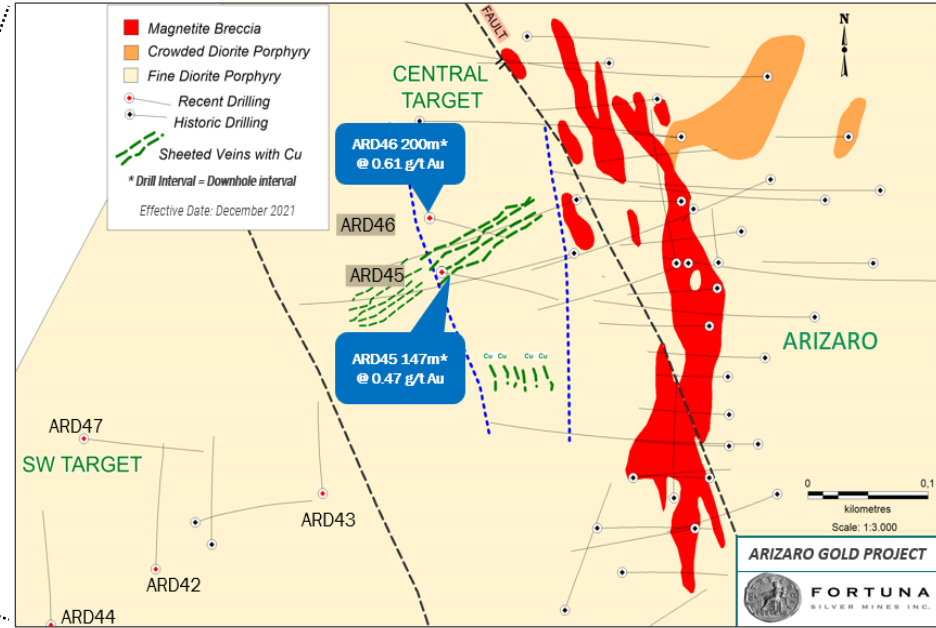 Magnetite Breccia
Crowded Diorite Porphyry
Fine Diorite Porphyry
Recent Drilling
Historic Drilling
Sheeted Veins with Cu
* Drill Interval = Downhole interval
Effective Date: December 2021
FAULT
N
CENTRAL
TARGET
ARD46 200m*
@ 0.61 g/t Au
ARD46
ARD45
ARD45 147m*
@ 0.47 g/t Au
Cu Cu Cu Cu
ARIZARO
ARD47
SW TARGET
ARD43
ARD42
ARD44
0 0,1
kilometres
Scale: 1:3.000
ARIZARO GOLD PROJECT
FORTUNA
SILVER MINES INC.